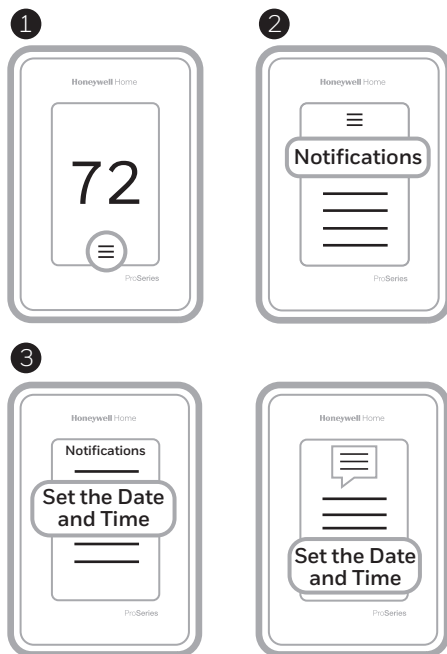 1
Honeywell Home
72
ProSeries
2
Honeywell Home
Notifications
ProSeries
3
Honeywell Home
Notifications
Set the Date
and Time
ProSeries
Honeywell Home
Set the Date
and Time
ProSeries